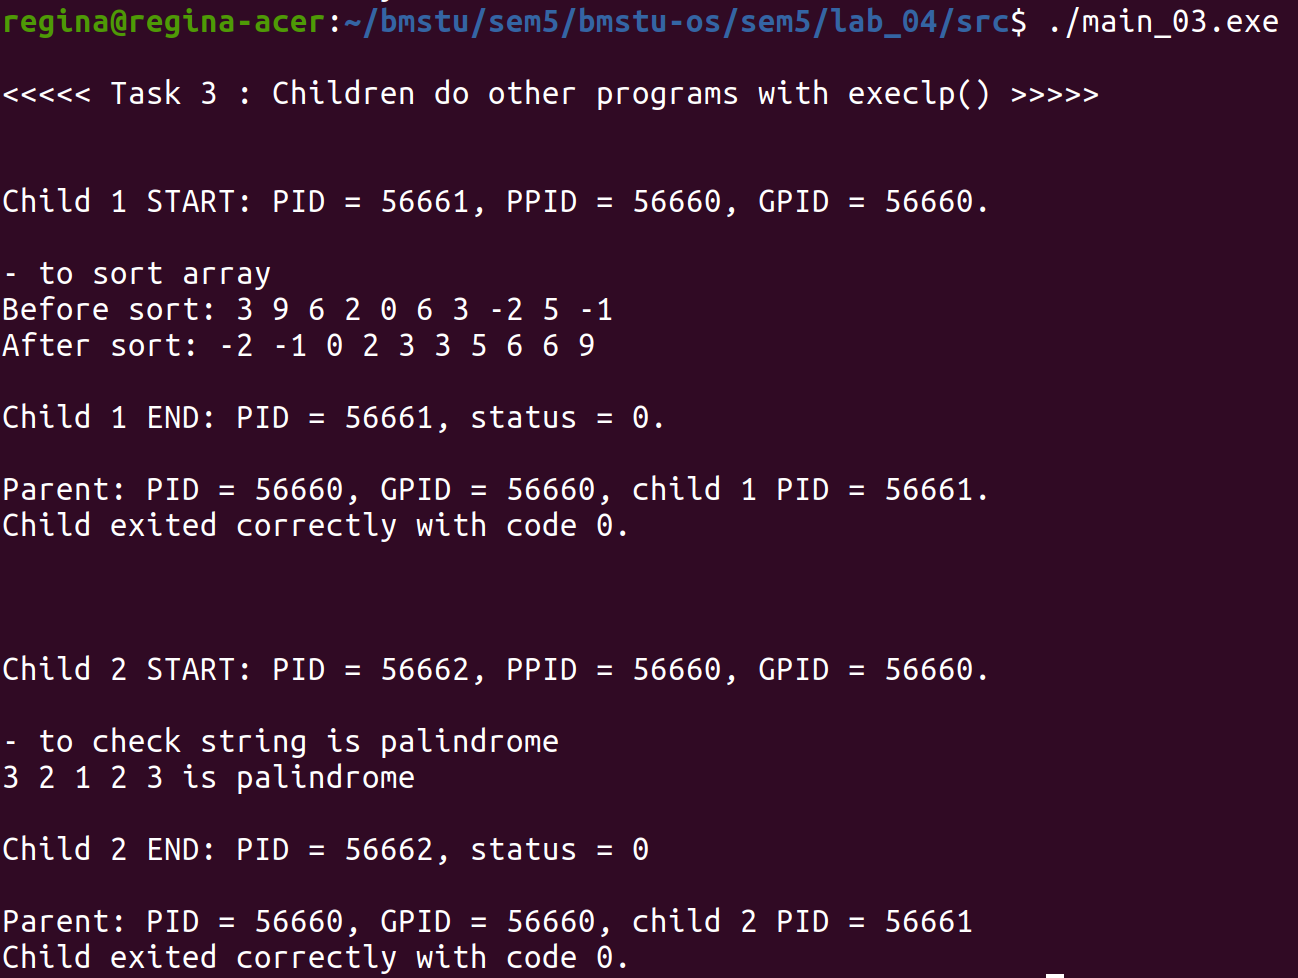 regina@regina-acer:~/bmstu/sem5/bmstu-os/sem5/lab_04/src$ ./main_03.exe
<<<<< Task 3 : Children do other programs with execlp() >>>>>
Child 1 START: PID = 56661, PPID = 56660, GPID = 56660.
- to sort array
Before sort: 3 9 6 2 0 6 3 -2 5 -1
After sort: -2 -1 0 2 3 3 5 6 6 9
Child 1 END: PID = 56661, status = 0.
Parent: PID = 56660, GPID = 56660, child 1 PID = 56661.
Child exited correctly with code 0.
Child 2 START: PID = 56662, PPID = 56660, GPID = 56660.
- to check string is palindrome
3 2 1 2 3 is palindrome
Child 2 END: PID = 56662, status = 0
Parent: PID = 56660, GPID = 56660, child 2 PID = 56661
Child exited correctly with code 0.